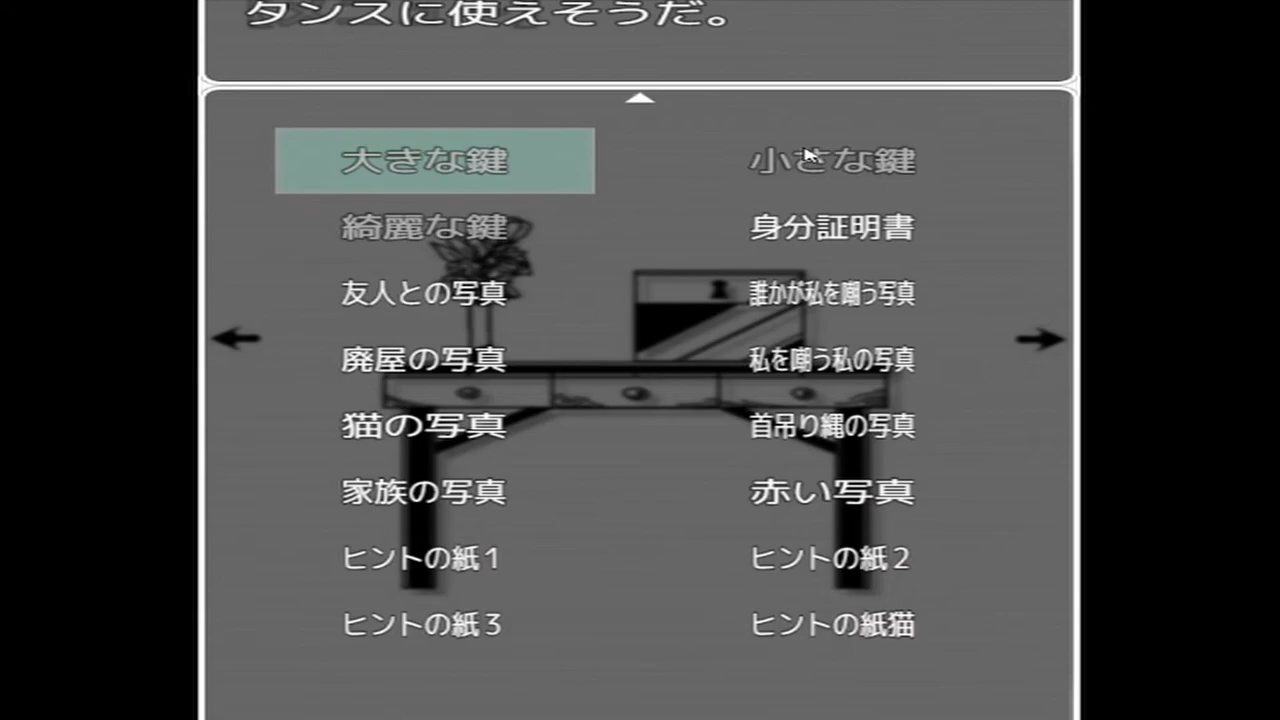 タンスに使えそうだ。
大きな鍵 小さな鍵
綺麗な鍵 身分証明書
友人との写真 誰かが私を嘲う写真
廃屋の写真 私を嘲う私の写真
猫の写真 首吊り縄の写真
家族の写真 赤い写真
ヒントの紙1 ヒントの紙2
ヒントの紙3 ヒントの紙猫